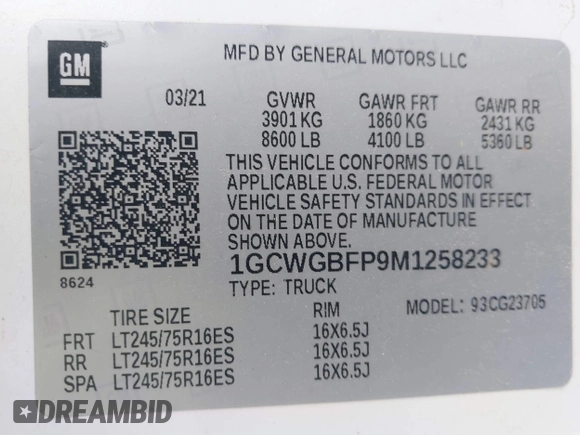 GM
MFD BY GENERAL MOTORS LLC
03/21 GVWR GAWR FRT GAWR RR
3901 KG 1860 KG 2431 KG
8600 LB 4100 LB 5360 LB
THIS VEHICLE CONFORMS TO ALL
APPLICABLE U.S. FEDERAL MOTOR
VEHICLE SAFETY STANDARDS IN EFFECT
ON THE DATE OF MANUFACTURE
SHOWN ABOVE.
8624
1GCWGBFP9M1258233
TYPE: TRUCK MODEL: 93CG23705
TIRE SIZE RIM
FRT LT245/75R16ES 16X6.5J
RR LT245/75R16ES 16X6.5J
SPA LT245/75R16ES 16X6.5J
DREAMBID